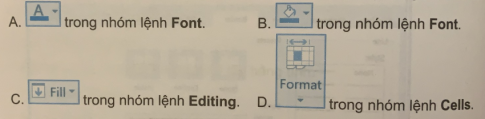 A. A trong nhóm lệnh Font. B. trong nhóm lệnh Font.
C. Fill trong nhóm lệnh Editing. D. Format trong nhóm lệnh Cells.